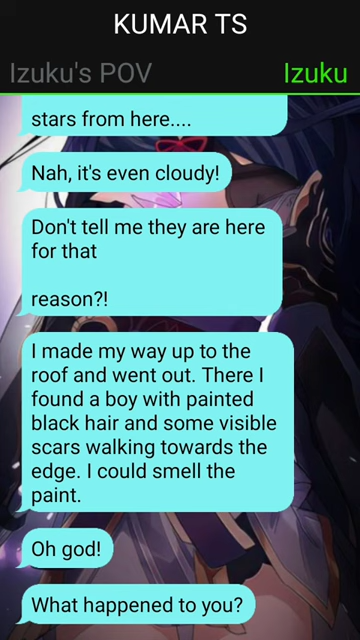 KUMAR TS
Izuku's POV
Izuku
stars from here....
Nah, it's even cloudy!
Don't tell me they are here
for that
reason?!
I made my way up to the
roof and went out. There I
found a boy with painted
black hair and some visible
scars walking towards the
edge. I could smell the
paint.
Oh god!
What happened to you?